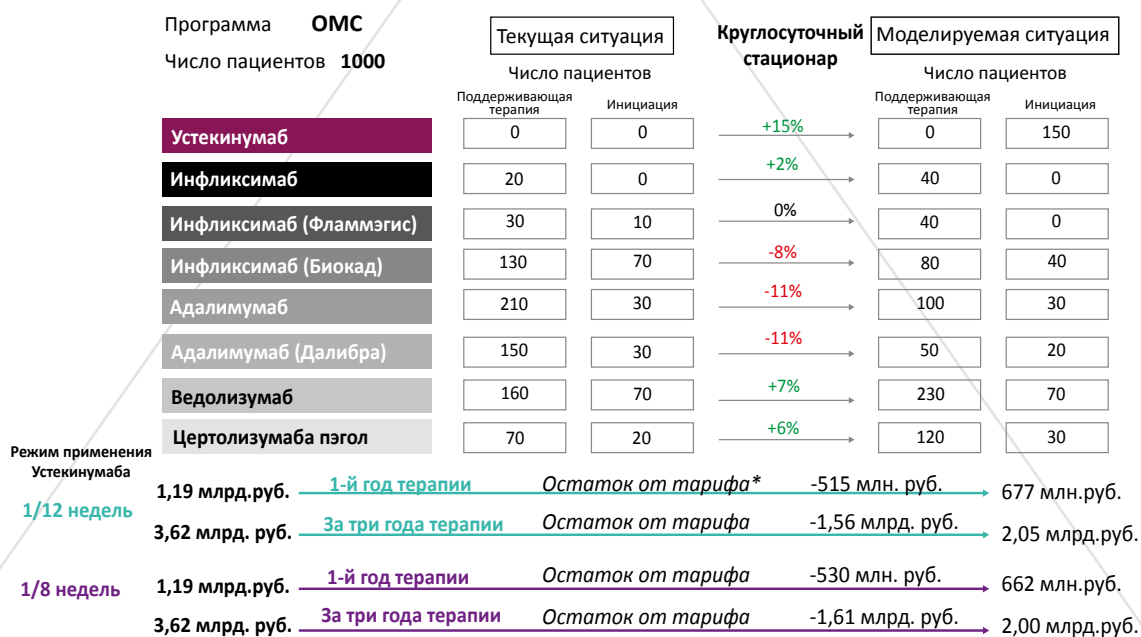 Программа ОМС
Число пациентов 1000
Текущая ситуация
Круглосуточный
стационар
Моделируемая ситуация
Число пациентов
Число пациентов
Поддерживающая
терапия
Инициация
Поддерживающая
терапия
Инициация
Устекинумаб 0 0 +15% 0 150
Инфликсимаб 20 0 +2% 40 0
Инфликсимаб (Фламмэгис) 30 10 0% 40 0
Инфликсимаб (Биокад) 130 70 -8% 80 40
Адалимумаб 210 30 -11% 100 30
Адалимумаб (Далибра) 150 30 -11% 50 20
Ведолизумаб 160 70 +7% 230 70
Цертолизумаба пэгол 70 20 +6% 120 30
Режим применения
Устекинумаба
1/12 недель
1,19 млрд.руб. 1-й год терапии Остаток от тарифа* -515 млн. руб. 677 млн.руб.
3,62 млрд. руб. За три года терапии Остаток от тарифа -1,56 млрд. руб. 2,05 млрд.руб.
1/8 недель
1,19 млрд.руб. 1-й год терапии Остаток от тарифа -530 млн. руб. 662 млн.руб.
3,62 млрд. руб. За три года терапии Остаток от тарифа -1,61 млрд. руб. 2,00 млрд.руб.